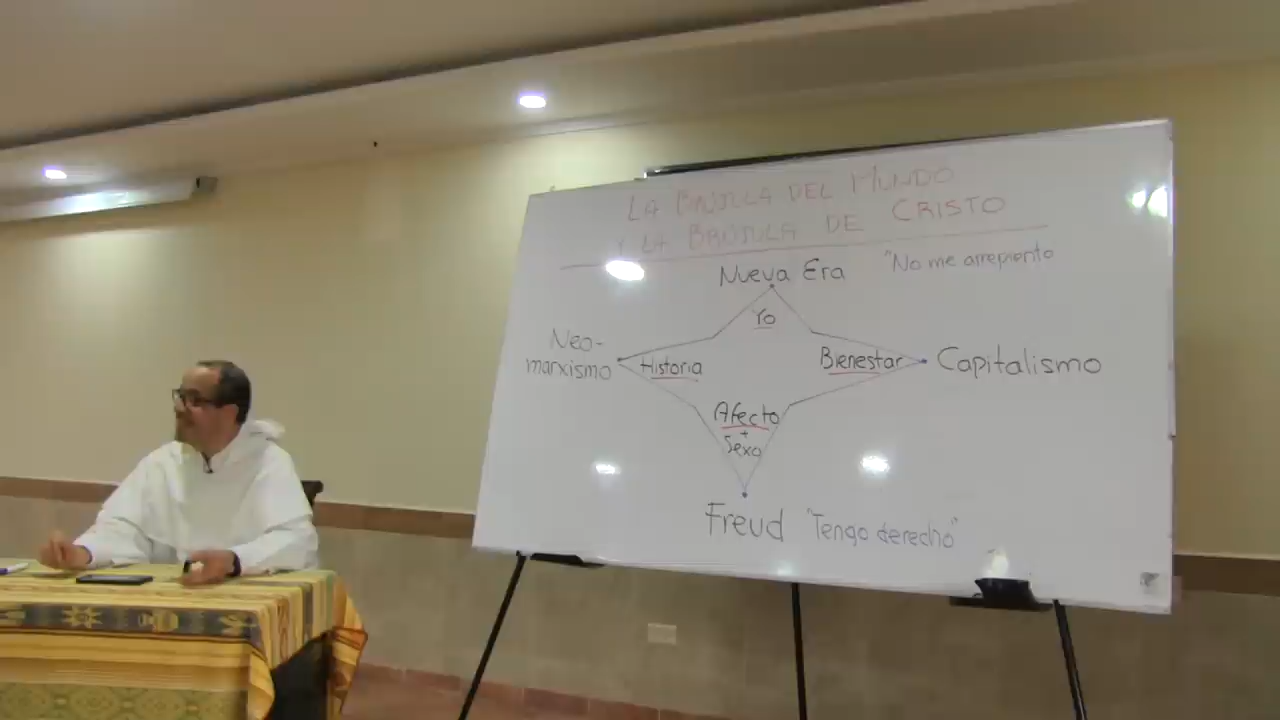 LA BRÚJULA DEL MUNDO
Y LA BRÚJULA DE CRISTO
Nueva Era "No me arrepiento
Yo
Neo-
marxismo Historia Bienestar Capitalismo
Afecto
+
Sexo
Freud "Tengo derecho"